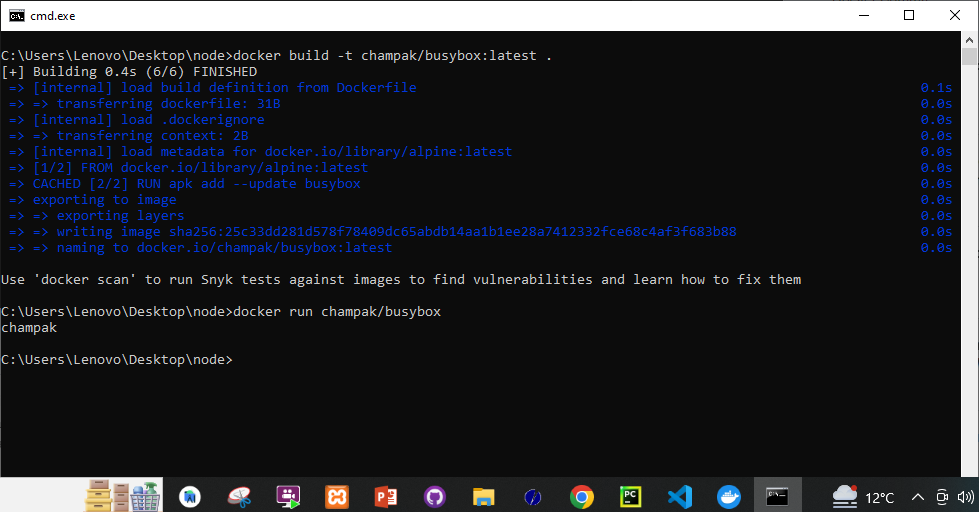 cmd.exe
C:\Users\Lenovo\Desktop\node>docker build -t champak/busybox:latest .
[+] Building 0.4s (6/6) FINISHED
=> [internal] load build definition from Dockerfile 0.1s
=> => transferring dockerfile: 31B 0.0s
=> [internal] load .dockerignore 0.0s
=> => transferring context: 2B 0.0s
=> [internal] load metadata for docker.io/library/alpine:latest 0.0s
=> [1/2] FROM docker.io/library/alpine:latest 0.0s
=> CACHED [2/2] RUN apk add --update busybox 0.0s
=> exporting to image 0.0s
=> => exporting layers 0.0s
=> => writing image sha256:25c33dd281d578f78409dc65abdb14aa1b1ee28a7412332fce68c4af3f683b88 0.0s
=> => naming to docker.io/champak/busybox:latest 0.0s
Use 'docker scan' to run Snyk tests against images to find vulnerabilities and learn how to fix them
C:\Users\Lenovo\Desktop\node>docker run champak/busybox
champak
C:\Users\Lenovo\Desktop\node>
12°C